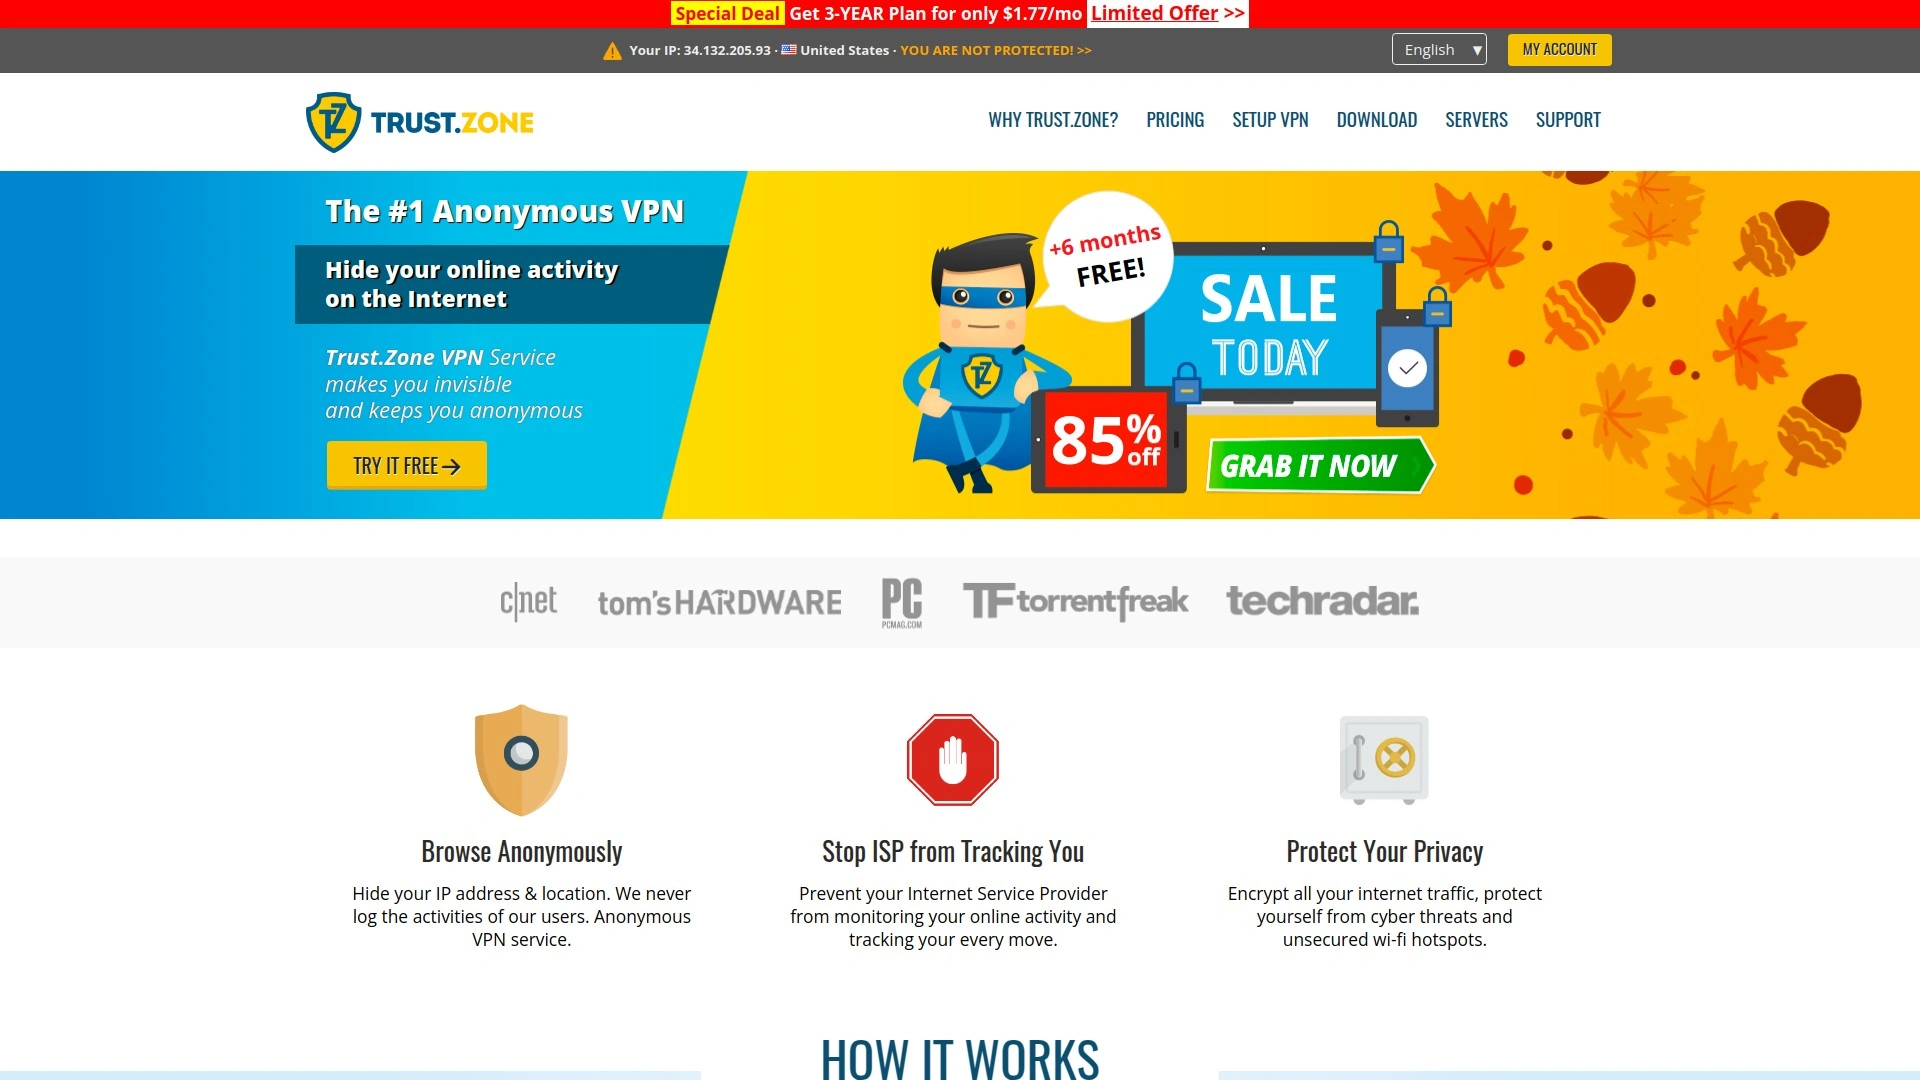 Special Deal Get 3-YEAR Plan for only $1.77/mo Limited Offer >>
Your IP: 34.132.205.93 · United States · YOU ARE NOT PROTECTED! >>
English ▼
MY ACCOUNT
TZ TRUST.ZONE
WHY TRUST.ZONE? PRICING SETUP VPN DOWNLOAD SERVERS SUPPORT
The #1 Anonymous VPN
Hide your online activity
on the Internet
Trust.Zone VPN Service
makes you invisible
and keeps you anonymous
TRY IT FREE→
+6 months
FREE!
SALE
TODAY
TZ
85% off
GRAB IT NOW
c|net tom's HARDWARE PC PCMAG.COM TF torrentfreak techradar.
Browse Anonymously
Hide your IP address & location. We never
log the activities of our users. Anonymous
VPN service.
Stop ISP from Tracking You
Prevent your Internet Service Provider
from monitoring your online activity and
tracking your every move.
Protect Your Privacy
Encrypt all your internet traffic, protect
yourself from cyber threats and
unsecured wi-fi hotspots.
HOW IT WORKS